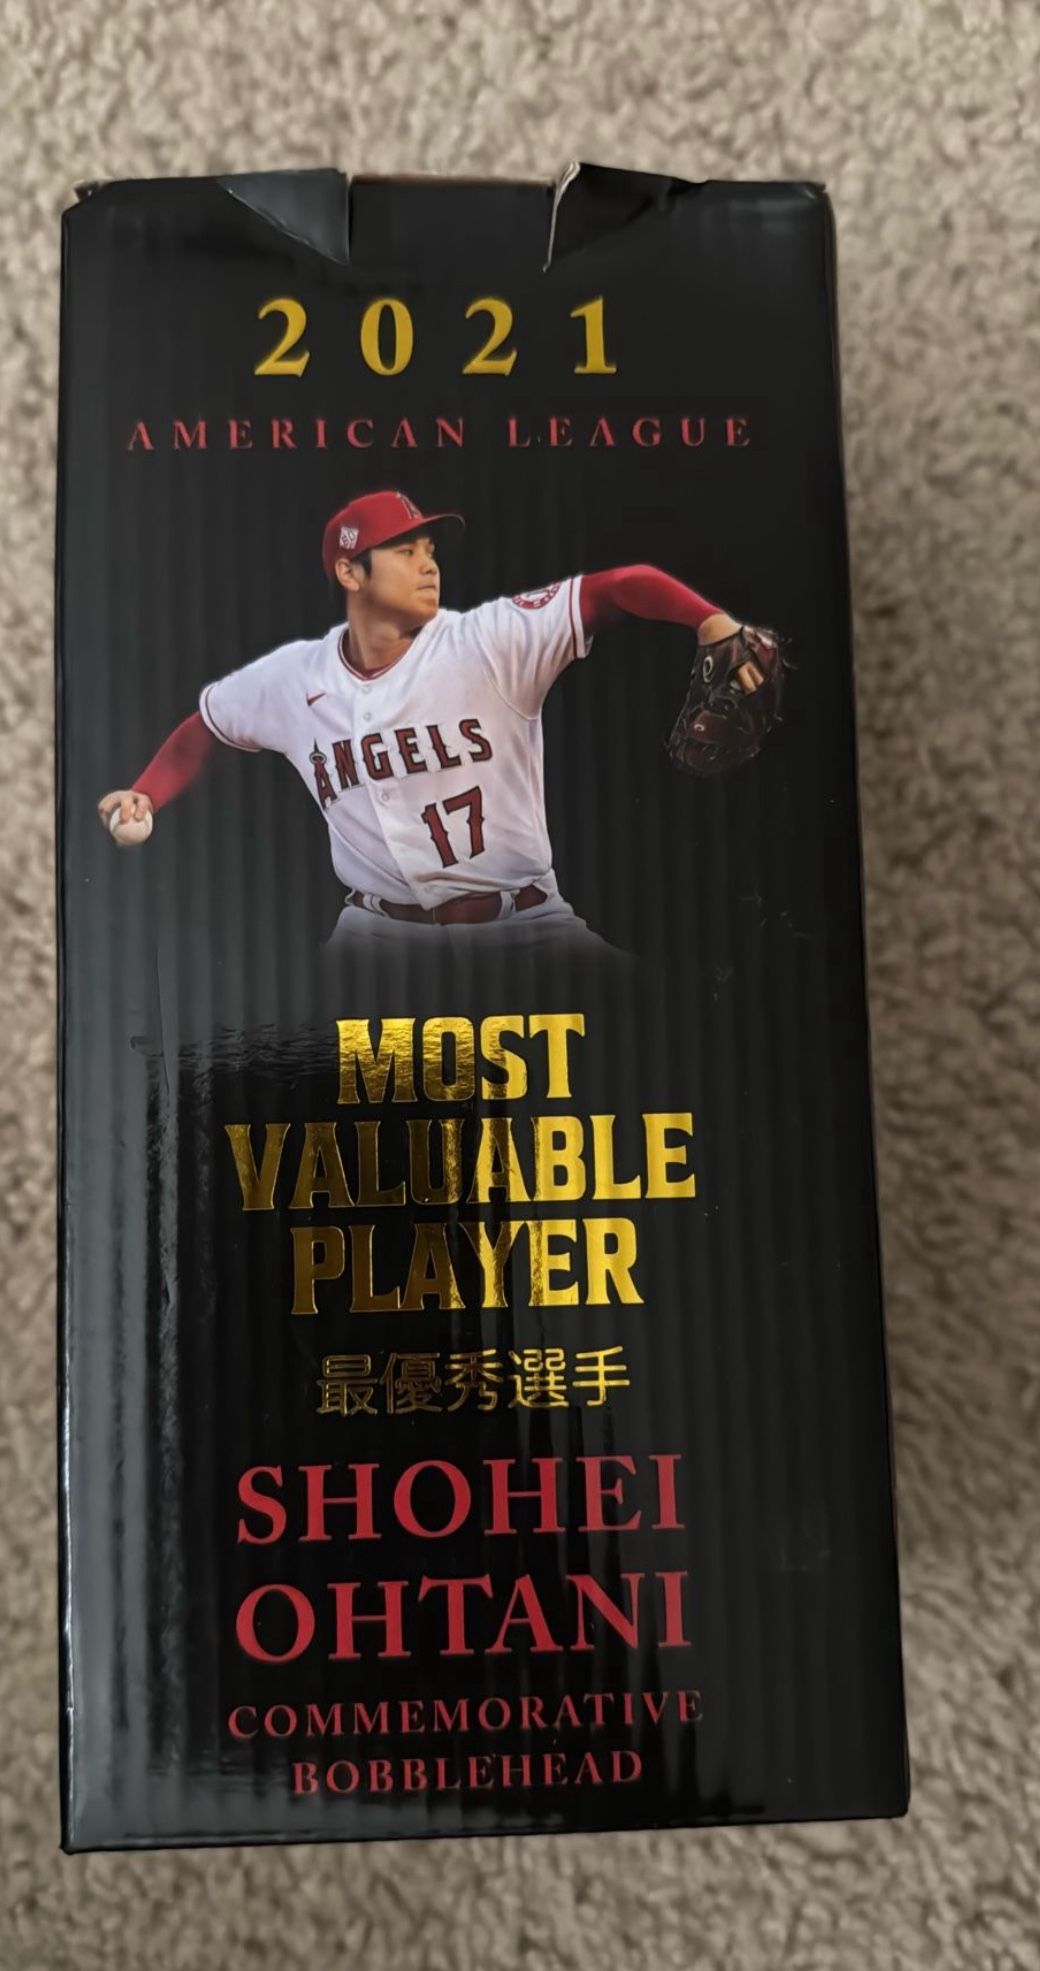 2021
AMERICAN LEAGUE
ANGELS
17
MOST
VALUABLE
PLAYER
最優秀選手
SHOHEI
OHTANI
COMMEMORATIVE
BOBBLEHEAD